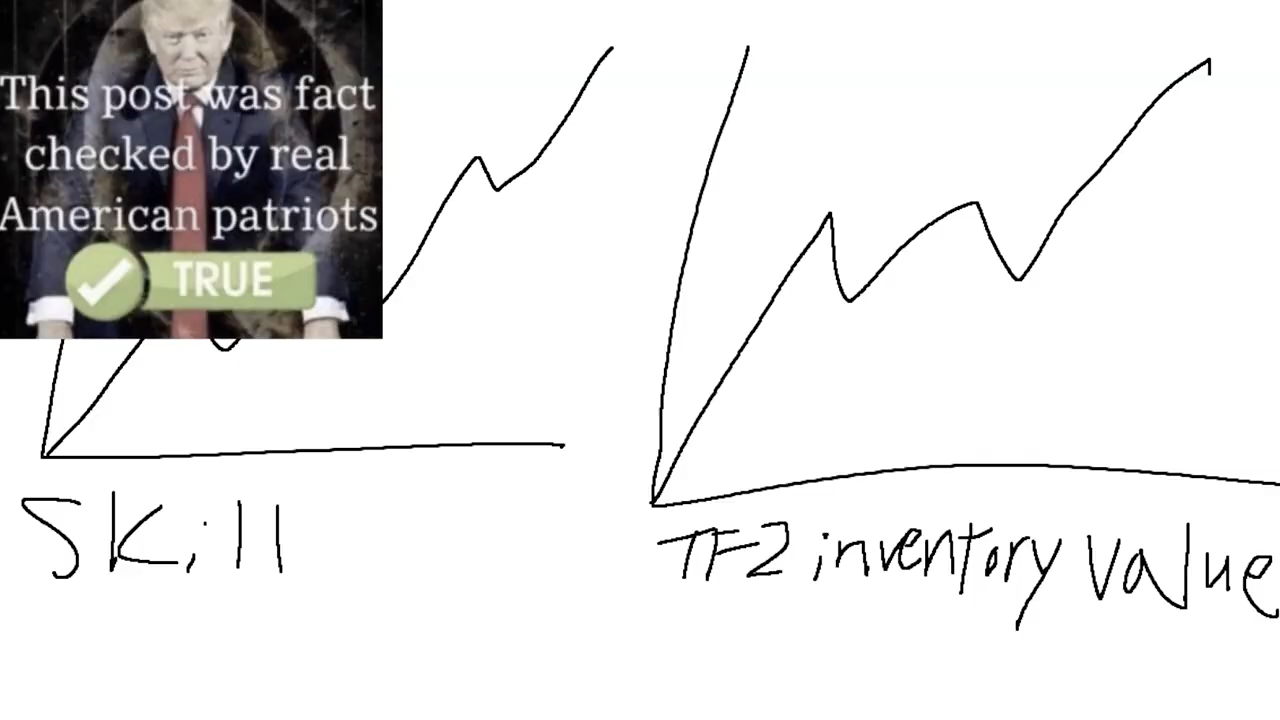 This post was fact
checked by real
American patriots
TRUE
Skill
TF2 inventory value